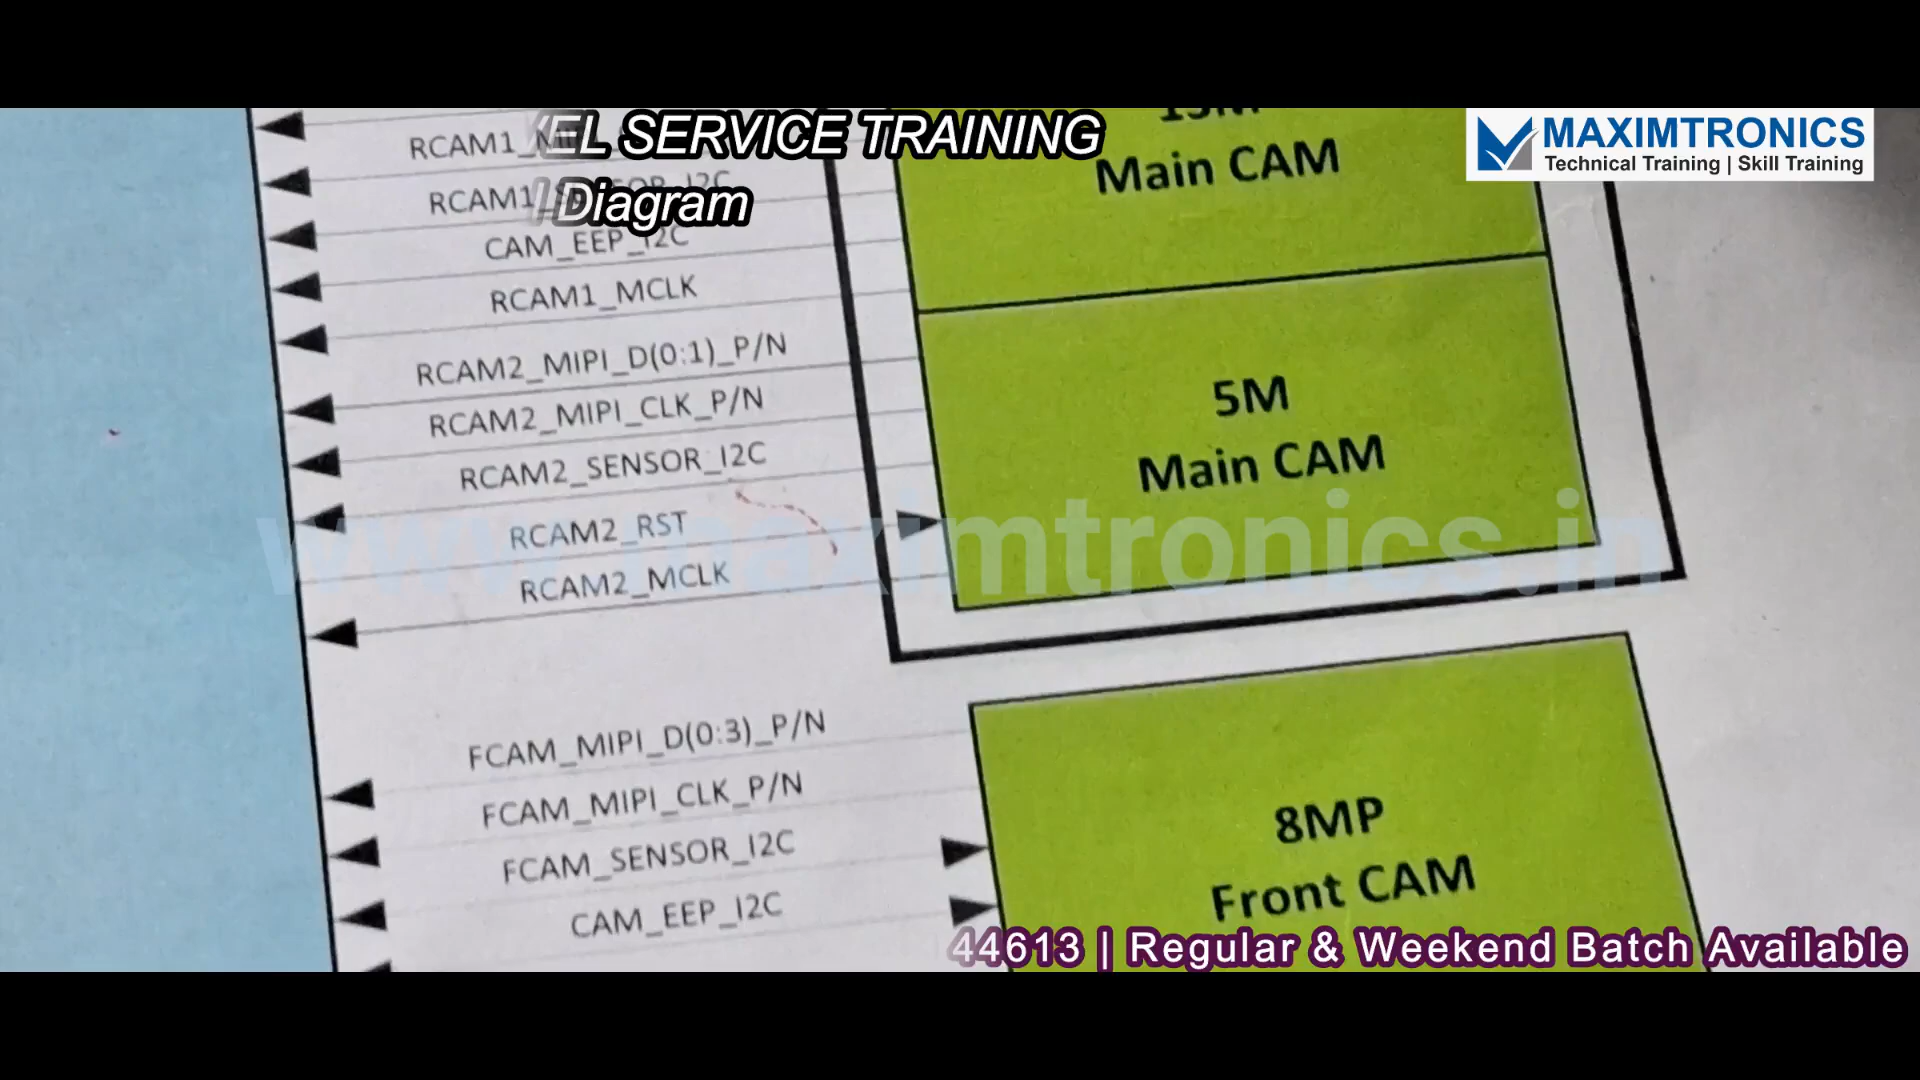 EL SERVICE TRAINING
Diagram
MAXIMTRONICS
Technical Training | Skill Training
Main CAM
CAM_EEP_I2C
RCAM1_MCLK
RCAM2_MIPI_D(0:1)_P/N
RCAM2_MIPI_CLK_P/N
RCAM2_SENSOR_I2C
RCAM2_RST
RCAM2_MCLK
5M
Main CAM
www.maximtronics.in
FCAM_MIPI_D(0:3)_P/N
FCAM_MIPI_CLK_P/N
FCAM_SENSOR_I2C
CAM_EEP_I2C
8MP
Front CAM
44613 | Regular & Weekend Batch Available